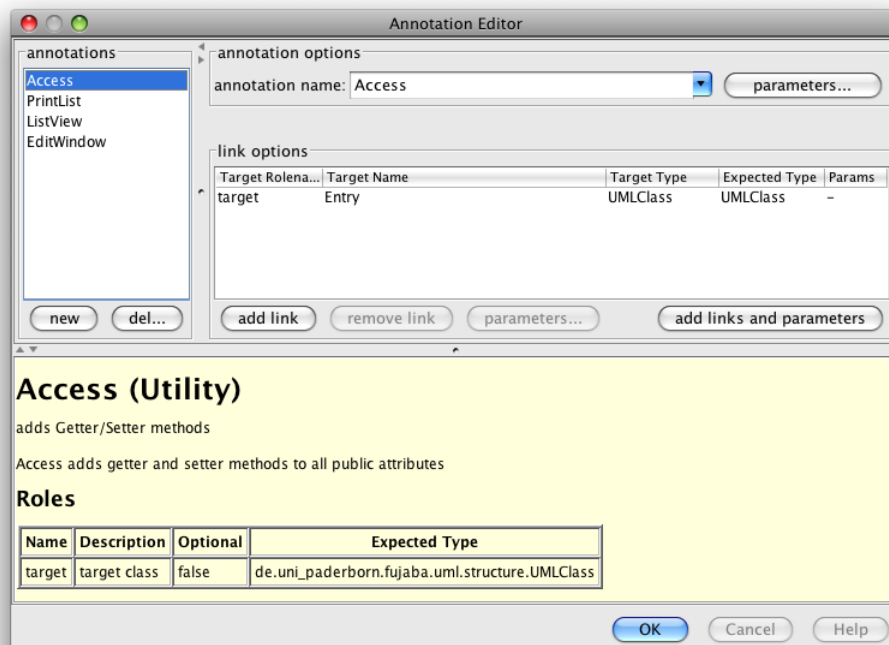 Annotation Editor
annotations
Access
PrintList
ListView
EditWindow
new del...
annotation options
annotation name: Access parameters...
link options
Target Rolena... Target Name Target Type Expected Type Params
target Entry UMLClass UMLClass -
add link remove link parameters... add links and parameters
Access (Utility)
adds Getter/Setter methods
Access adds getter and setter methods to all public attributes
Roles
Name Description Optional Expected Type
target target class false de.uni_paderborn.fujaba.uml.structure.UMLClass
OK Cancel Help